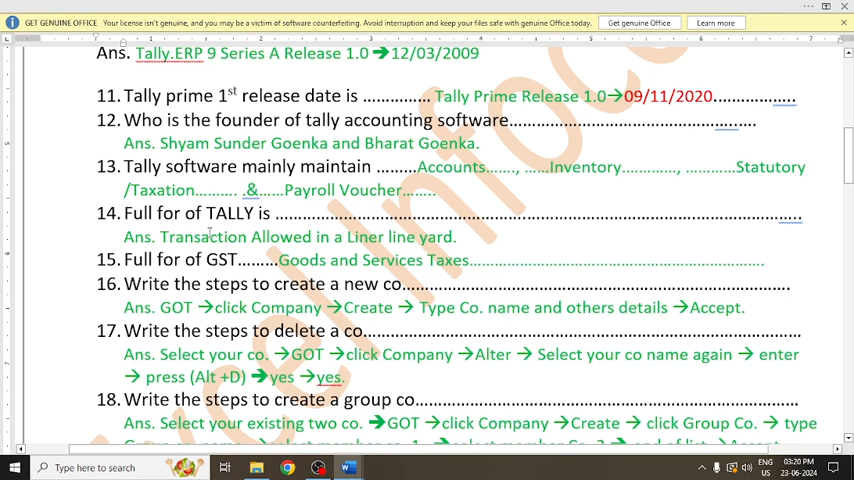 GET GENUINE OFFICE Your license isn't genuine, and you may be a victim of software counterfeiting. Avoid interruption and keep your files safe with genuine Office today. Get genuine Office Learn more
Ans. Tally.ERP 9 Series A Release 1.0 ➔12/03/2009
11. Tally prime 1st release date is …………… Tally Prime Release 1.0→09/11/2020……………..
12. Who is the founder of tally accounting software……………………………………………..….
Ans. Shyam Sunder Goenka and Bharat Goenka.
13. Tally software mainly maintain ………Accounts……., ……Inventory…………., …………Statutory
/Taxation………. .&……Payroll Voucher……..
14. Full for of TALLY is ……………………………………………………………………………………………..
Ans. Transaction Allowed in a Liner line yard.
15. Full for of GST………Goods and Services Taxes……………………………………………………….
16. Write the steps to create a new co…………………………………………………………………….
Ans. GOT →click Company →Create → Type Co. name and others details →Accept.
17. Write the steps to delete a co……………………………………………………………………………
Ans. Select your co. →GOT →click Company →Alter → Select your co name again → enter
→ press (Alt +D) ➔yes →yes.
18. Write the steps to create a group co…………………………………………………………………
Ans. Select your existing two co. ➔GOT →click Company →Create → click Group Co. → type
Excel Infoc
Type here to search
ENG
US
03:20 PM
23-06-2024